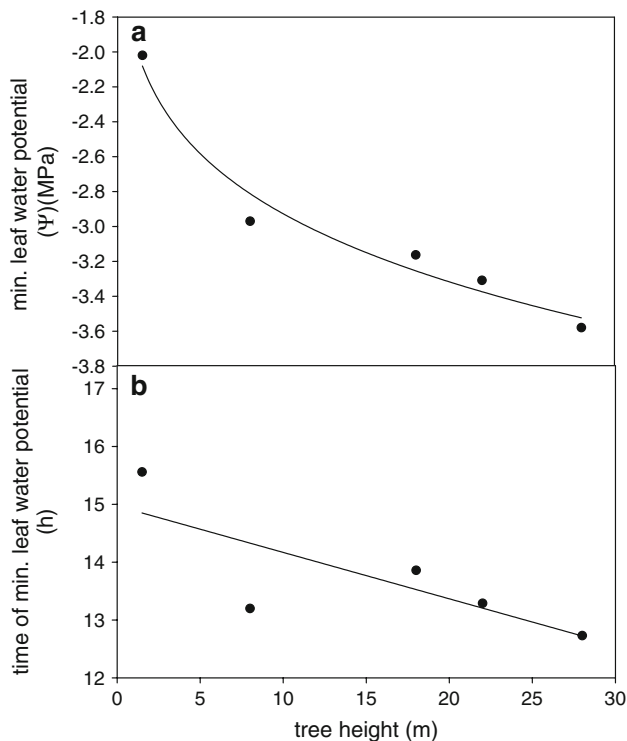 a
-1.8
-2.0
-2.2
-2.4
-2.6
-2.8
-3.0
-3.2
-3.4
-3.6
-3.8
min. leaf water potential
(Ψ)(MPa)
b
17
16
15
14
13
12
time of min. leaf water potential
(h)
0 5 10 15 20 25 30
tree height (m)